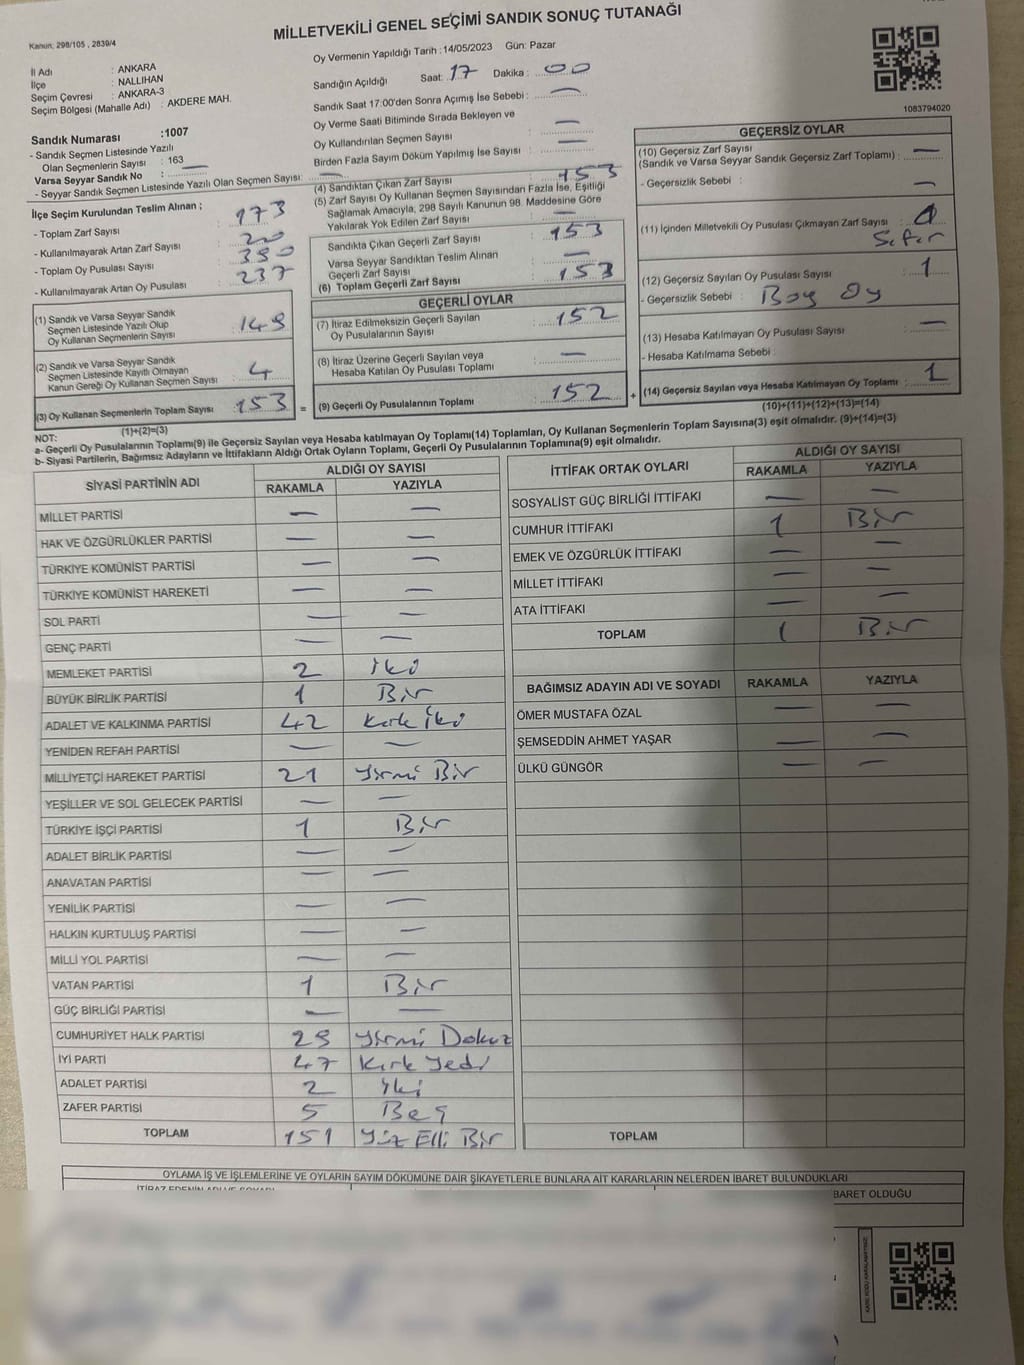 MİLLETVEKİLİ GENEL SEÇİMİ SANDIK SONUÇ TUTANAĞI
Kanun; 298/105 , 2839/4
İl Adı : ANKARA
İlçe : NALLIHAN
Seçim Çevresi : ANKARA-3
Seçim Bölgesi (Mahalle Adı) : AKDERE MAH.
Sandık Numarası :1007
- Sandık Seçmen Listesinde Yazılı
Olan Seçmenlerin Sayısı : 163
Varsa Seyyar Sandık No : —
- Seyyar Sandık Seçmen Listesinde Yazılı Olan Seçmen Sayısı: —
Oy Vermenin Yapıldığı Tarih :14/05/2023 Gün: Pazar
Sandığın Açıldığı Saat: 17 Dakika : 00
Sandık Saat 17:00'den Sonra Açımış İse Sebebi : —
Oy Verme Saati Bitiminde Sırada Bekleyen ve
Oy Kullandırılan Seçmen Sayısı : —
Birden Fazla Sayım Döküm Yapılmış İse Sayısı : —
1083794020
İlçe Seçim Kurulundan Teslim Alınan ;
- Toplam Zarf Sayısı : 173
- Kullanılmayarak Artan Zarf Sayısı : 20
- Toplam Oy Pusulası Sayısı : 390
- Kullanılmayarak Artan Oy Pusulası : 237
(1) Sandık ve Varsa Seyyar Sandık
Seçmen Listesinde Yazılı Olup
Oy Kullanan Seçmenlerin Sayısı : 149
(2) Sandık ve Varsa Seyyar Sandık
Seçmen Listesinde Kayıtlı Olmayan
Kanun Gereği Oy Kullanan Seçmen Sayısı : 4
(3) Oy Kullanan Seçmenlerin Toplam Sayısı : 153
(1)+(2)=(3)
(4) Sandıktan Çıkan Zarf Sayısı : 153
(5) Zarf Sayısı Oy Kullanan Seçmen Sayısından Fazla İse, Eşitliği
Sağlamak Amacıyla, 298 Sayılı Kanunun 98. Maddesine Göre
Yakılarak Yok Edilen Zarf Sayısı : —
Sandıkta Çıkan Geçerli Zarf Sayısı : 153
Varsa Seyyar Sandıktan Teslim Alınan
Geçerli Zarf Sayısı : —
(6) Toplam Geçerli Zarf Sayısı : 153
GEÇERLİ OYLAR
(7) İtiraz Edilmeksizin Geçerli Sayılan
Oy Pusulalarının Sayısı : 152
(8) İtiraz Üzerine Geçerli Sayılan veya
Hesaba Katılan Oy Pusulası Toplamı : —
= (9) Geçerli Oy Pusulalarının Toplamı : 152 +
GEÇERSİZ OYLAR
(10) Geçersiz Zarf Sayısı
(Sandık ve Varsa Seyyar Sandık Geçersiz Zarf Toplamı) : —
- Geçersizlik Sebebi : —
(11) İçinden Milletvekili Oy Pusulası Çıkmayan Zarf Sayısı : 0
Sıfır
(12) Geçersiz Sayılan Oy Pusulası Sayısı : 1
- Geçersizlik Sebebi : Boş Oy
(13) Hesaba Katılmayan Oy Pusulası Sayısı : —
- Hesaba Katılmama Sebebi :
(14) Geçersiz Sayılan veya Hesaba Katılmayan Oy Toplamı : 1
(10)+(11)+(12)+(13)=(14)
NOT:
a- Geçerli Oy Pusulalarının Toplamı(9) ile Geçersiz Sayılan veya Hesaba katılmayan Oy Toplamı(14) Toplamları, Oy Kullanan Seçmenlerin Toplam Sayısına(3) eşit olmalıdır. (9)+(14)=(3)
b- Siyasi Partilerin, Bağımsız Adayların ve İttifakların Aldığı Ortak Oyların Toplamı, Geçerli Oy Pusulalarının Toplamına(9) eşit olmalıdır.
SİYASİ PARTİNİN ADI ALDIĞI OY SAYISI
RAKAMLA YAZIYLA
MİLLET PARTİSİ — —
HAK VE ÖZGÜRLÜKLER PARTİSİ — —
TÜRKİYE KOMÜNİST PARTİSİ — —
TÜRKİYE KOMÜNİST HAREKETİ — —
SOL PARTİ — —
GENÇ PARTİ — —
MEMLEKET PARTİSİ 2 iki
BÜYÜK BİRLİK PARTİSİ 1 Bir
ADALET VE KALKINMA PARTİSİ 42 Kırk iki
YENİDEN REFAH PARTİSİ — —
MİLLİYETÇİ HAREKET PARTİSİ 21 Yirmi Bir
YEŞİLLER VE SOL GELECEK PARTİSİ — —
TÜRKİYE İŞÇİ PARTİSİ 1 Bir
ADALET BİRLİK PARTİSİ — —
ANAVATAN PARTİSİ — —
YENİLİK PARTİSİ — —
HALKIN KURTULUŞ PARTİSİ — —
MİLLİ YOL PARTİSİ — —
VATAN PARTİSİ 1 Bir
GÜÇ BİRLİĞİ PARTİSİ — —
CUMHURİYET HALK PARTİSİ 29 Yirmi Dokuz
İYİ PARTİ 47 Kırk Yedi
ADALET PARTİSİ 2 İki
ZAFER PARTİSİ 5 Beş
TOPLAM 151 Yüz Elli Bir
İTTİFAK ORTAK OYLARI ALDIĞI OY SAYISI
RAKAMLA YAZIYLA
SOSYALİST GÜÇ BİRLİĞİ İTTİFAKI — —
CUMHUR İTTİFAKI 1 Bir
EMEK VE ÖZGÜRLÜK İTTİFAKI — —
MİLLET İTTİFAKI — —
ATA İTTİFAKI — —
TOPLAM 1 Bir
BAĞIMSIZ ADAYIN ADI VE SOYADI RAKAMLA YAZIYLA
ÖMER MUSTAFA ÖZAL — —
ŞEMSEDDİN AHMET YAŞAR — —
ÜLKÜ GÜNGÖR — —
TOPLAM
OYLAMA İŞ VE İŞLEMLERİNE VE OYLARIN SAYIM DÖKÜMÜNE DAİR ŞİKAYETLERLE BUNLARA AİT KARARLARIN NELERDEN İBARET BULUNDUKLARI
BARET OLDUĞU